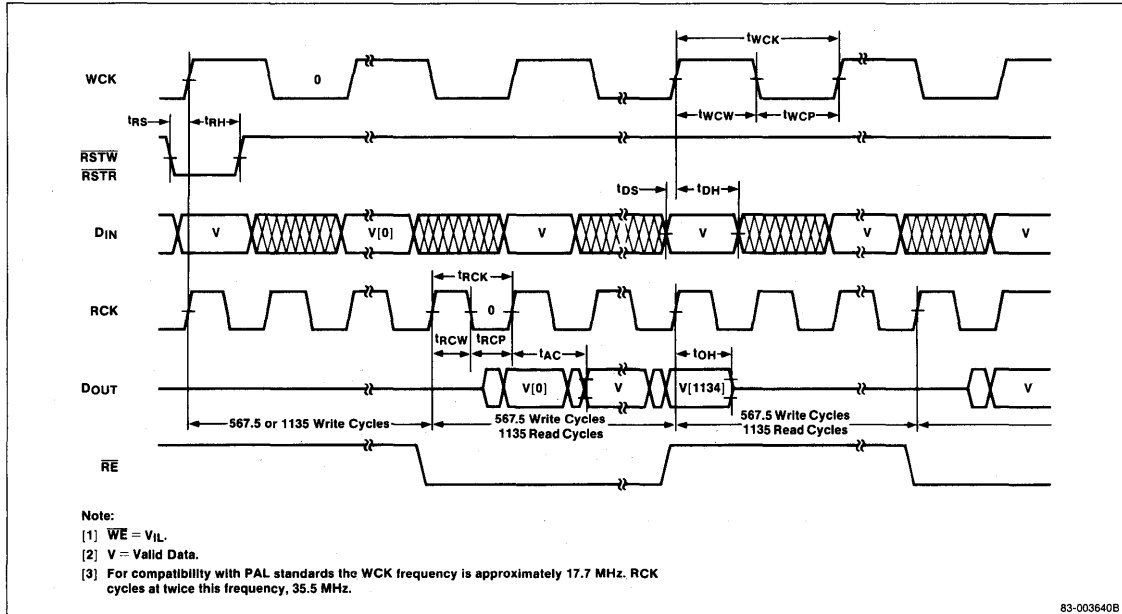 tWCK
WCK
0
tWCW
tWCP
tRS
tRH
RSTW
RSTR
tDS
tDH
DIN
V
V[0]
V
V
V
V
tRCK
RCK
0
tRCW
tRCP
tAC
tOH
DOUT
V[0]
V
V[1134]
V
567.5 or 1135 Write Cycles
567.5 Write Cycles
1135 Read Cycles
567.5 Write Cycles
1135 Read Cycles
RE
Note:
[1] WE = VIL.
[2] V = Valid Data.
[3] For compatibility with PAL standards the WCK frequency is approximately 17.7 MHz. RCK
cycles at twice this frequency, 35.5 MHz.
83-003640B